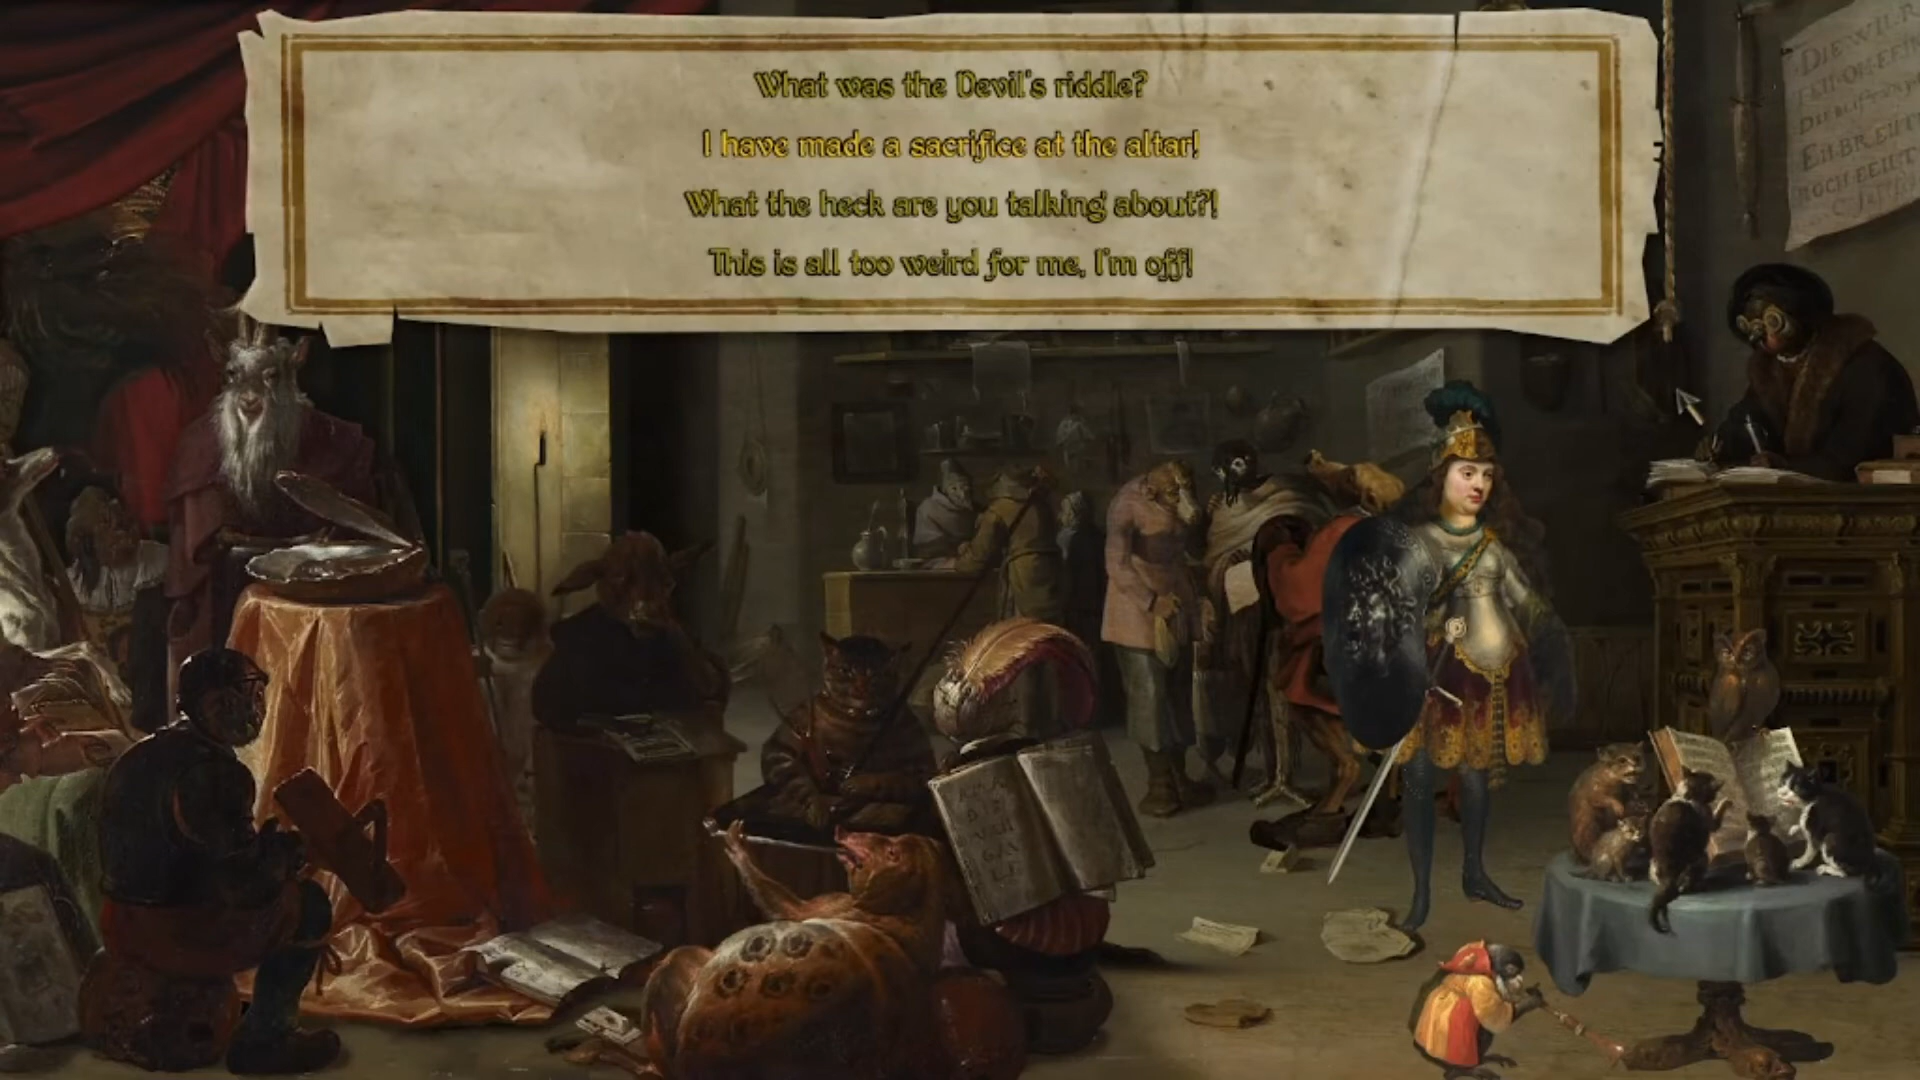 What was the Devil's riddle?
I have made a sacrifice at the altar!
What the heck are you talking about?!
This is all too weird for me, I'm off!